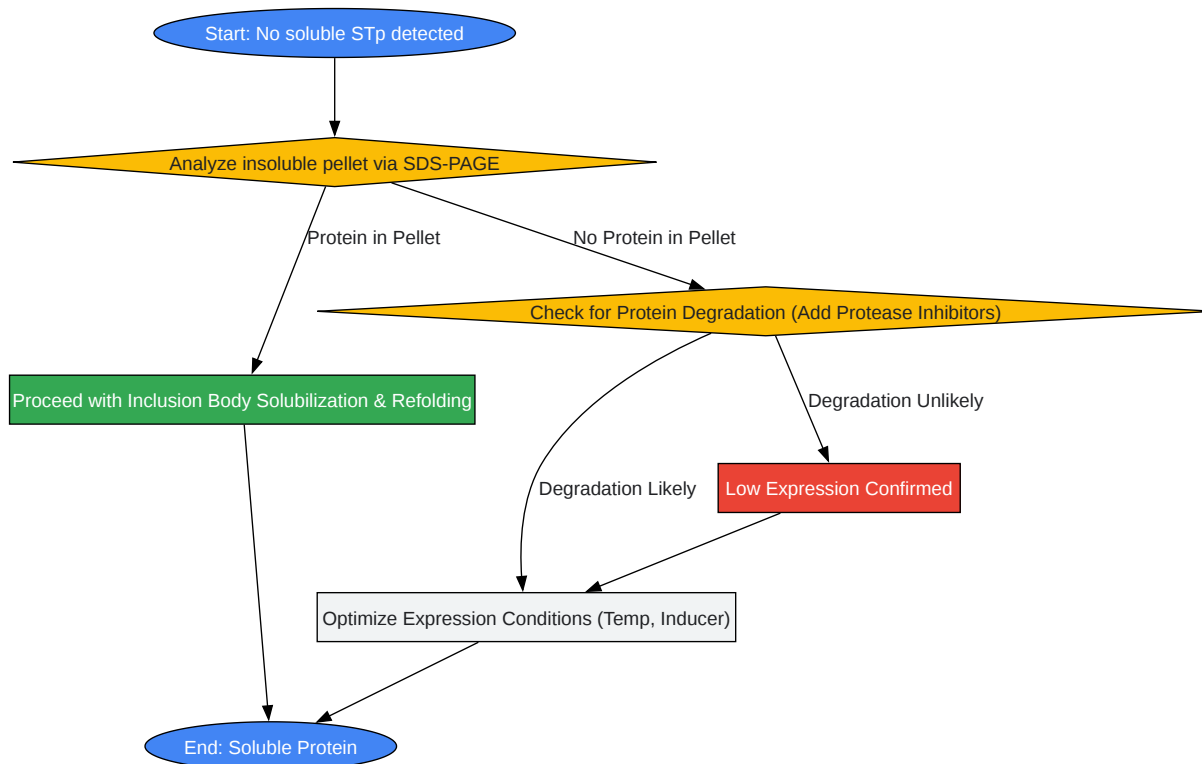 Start: No soluble STp detected
Analyze insoluble pellet via SDS-PAGE
Protein in Pellet
No Protein in Pellet
Check for Protein Degradation (Add Protease Inhibitors)
Proceed with Inclusion Body Solubilization & Refolding
Degradation Unlikely
Degradation Likely
Low Expression Confirmed
Optimize Expression Conditions (Temp, Inducer)
End: Soluble Protein